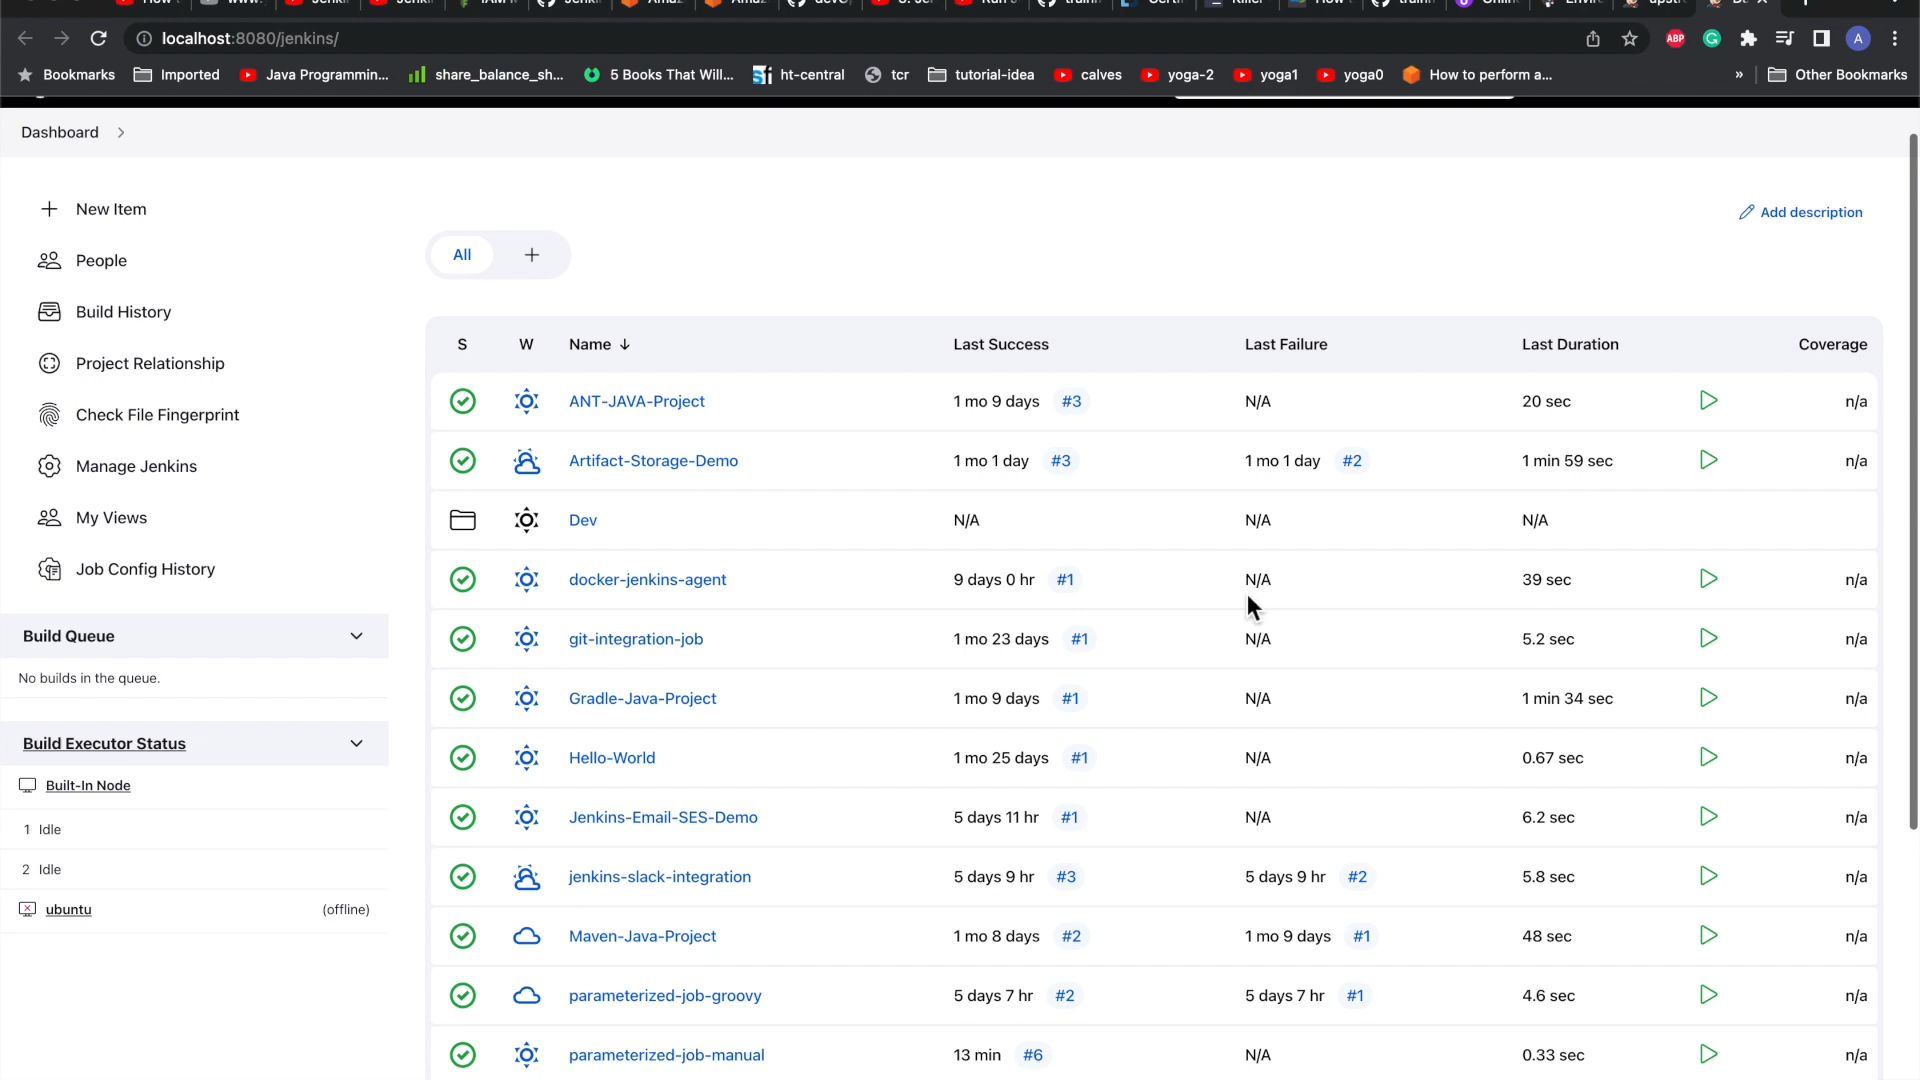 localhost:8080/jenkins/
Bookmarks Imported Java Programmin... share_balance_sh... 5 Books That Will... ht-central tcr tutorial-idea calves yoga-2 yoga1 yoga0 How to perform a... » Other Bookmarks
Dashboard
New Item
People
Build History
Project Relationship
Check File Fingerprint
Manage Jenkins
My Views
Job Config History
Build Queue
No builds in the queue.
Build Executor Status
Built-In Node
1 Idle
2 Idle
ubuntu (offline)
Add description
All +
S W Name ↓ Last Success Last Failure Last Duration Coverage
ANT-JAVA-Project 1 mo 9 days #3 N/A 20 sec n/a
Artifact-Storage-Demo 1 mo 1 day #3 1 mo 1 day #2 1 min 59 sec n/a
Dev N/A N/A N/A
docker-jenkins-agent 9 days 0 hr #1 N/A 39 sec n/a
git-integration-job 1 mo 23 days #1 N/A 5.2 sec n/a
Gradle-Java-Project 1 mo 9 days #1 N/A 1 min 34 sec n/a
Hello-World 1 mo 25 days #1 N/A 0.67 sec n/a
Jenkins-Email-SES-Demo 5 days 11 hr #1 N/A 6.2 sec n/a
jenkins-slack-integration 5 days 9 hr #3 5 days 9 hr #2 5.8 sec n/a
Maven-Java-Project 1 mo 8 days #2 1 mo 9 days #1 48 sec n/a
parameterized-job-groovy 5 days 7 hr #2 5 days 7 hr #1 4.6 sec n/a
parameterized-job-manual 13 min #6 N/A 0.33 sec n/a